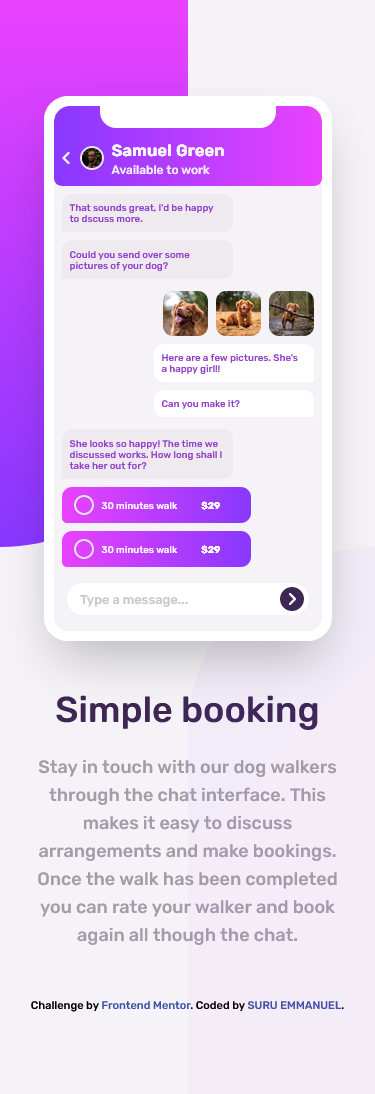 Samuel Green
Available to work
That sounds great, I'd be happy
to dscuss more.
Could you send over some
pictures of your dog?
Here are a few pictures. She's
a happy girl!!!
Can you make it?
She looks so happy! The time we
discussed works. How long shall I
take her out for?
30 minutes walk $29
30 minutes walk $29
Type a message...
Simple booking
Stay in touch with our dog walkers
through the chat interface. This
makes it easy to discuss
arrangements and make bookings.
Once the walk has been completed
you can rate your walker and book
again all though the chat.
Challenge by Frontend Mentor. Coded by SURU EMMANUEL.